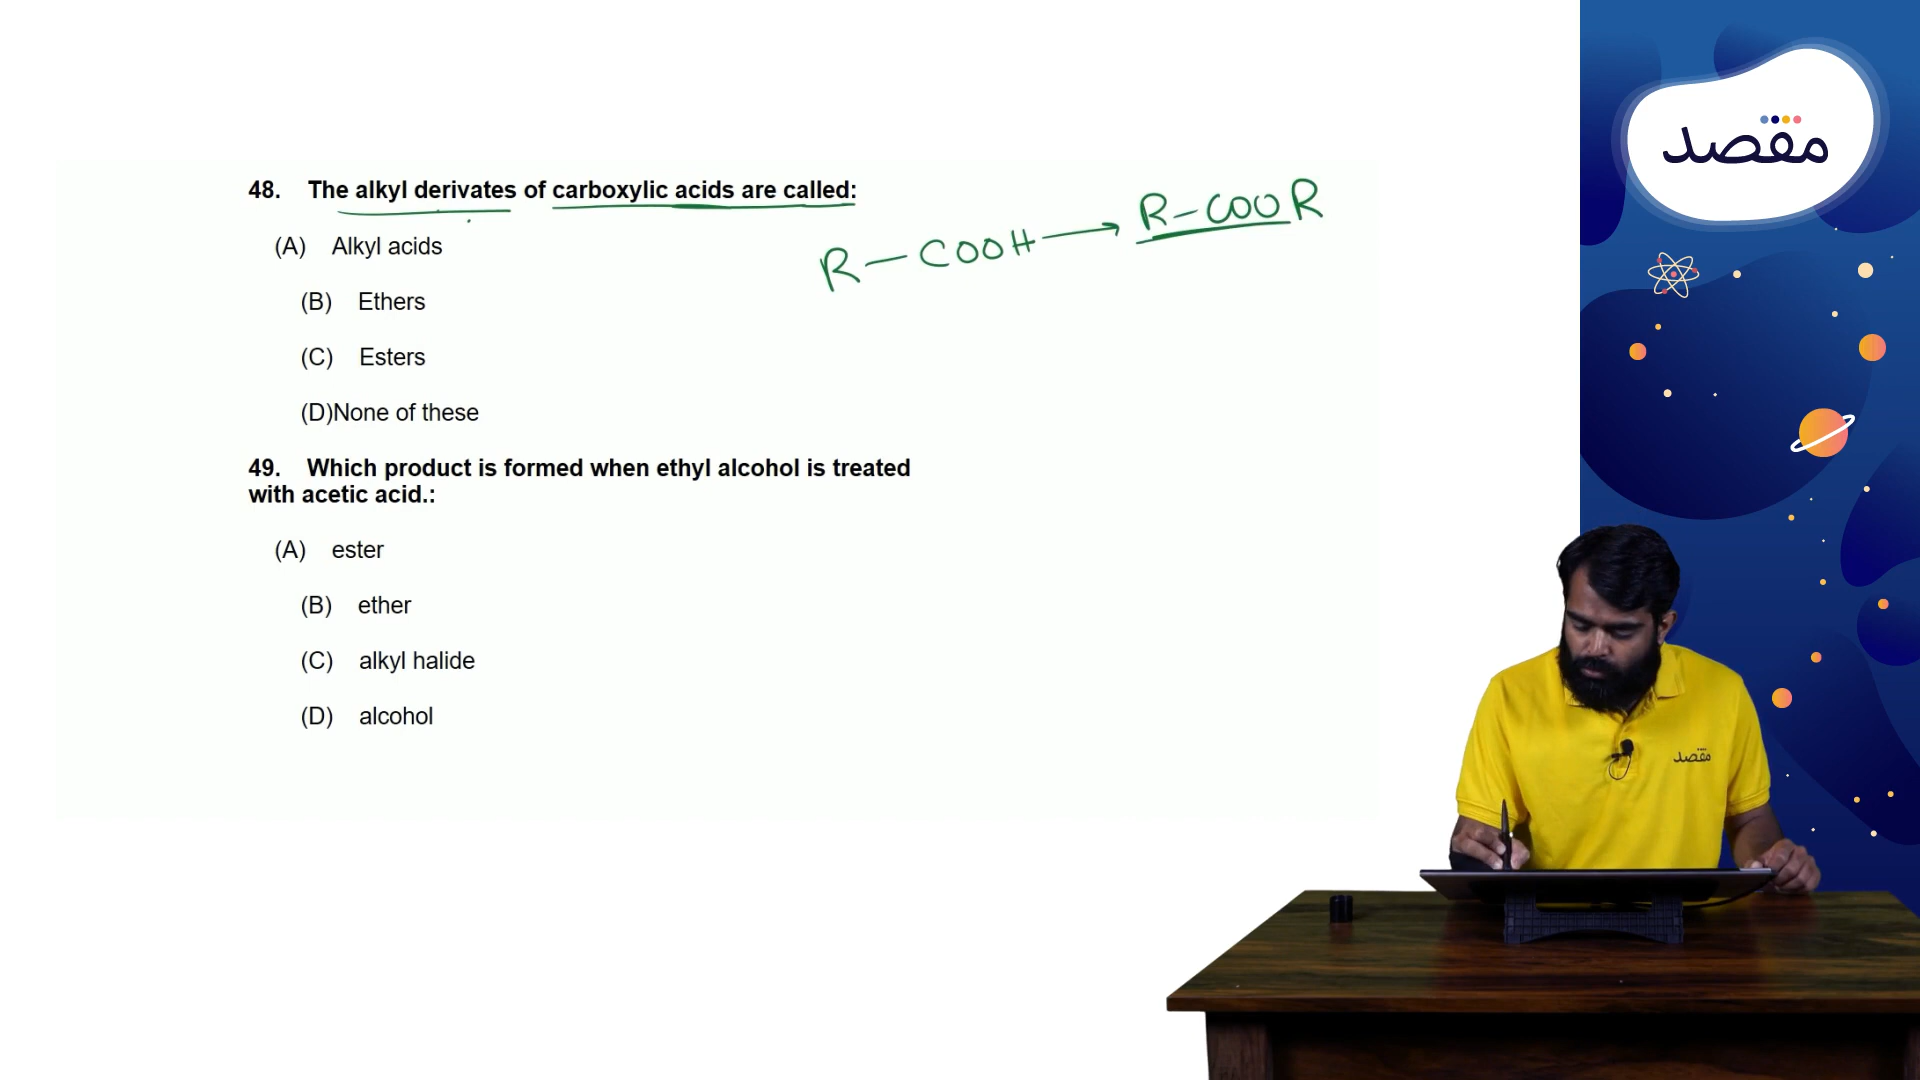 48. The alkyl derivates of carboxylic acids are called:
R — COOH → R – COOR
(A) Alkyl acids
(B) Ethers
(C) Esters
(D)None of these
49. Which product is formed when ethyl alcohol is treated
with acetic acid.:
(A) ester
(B) ether
(C) alkyl halide
(D) alcohol
مقصد
مقصد